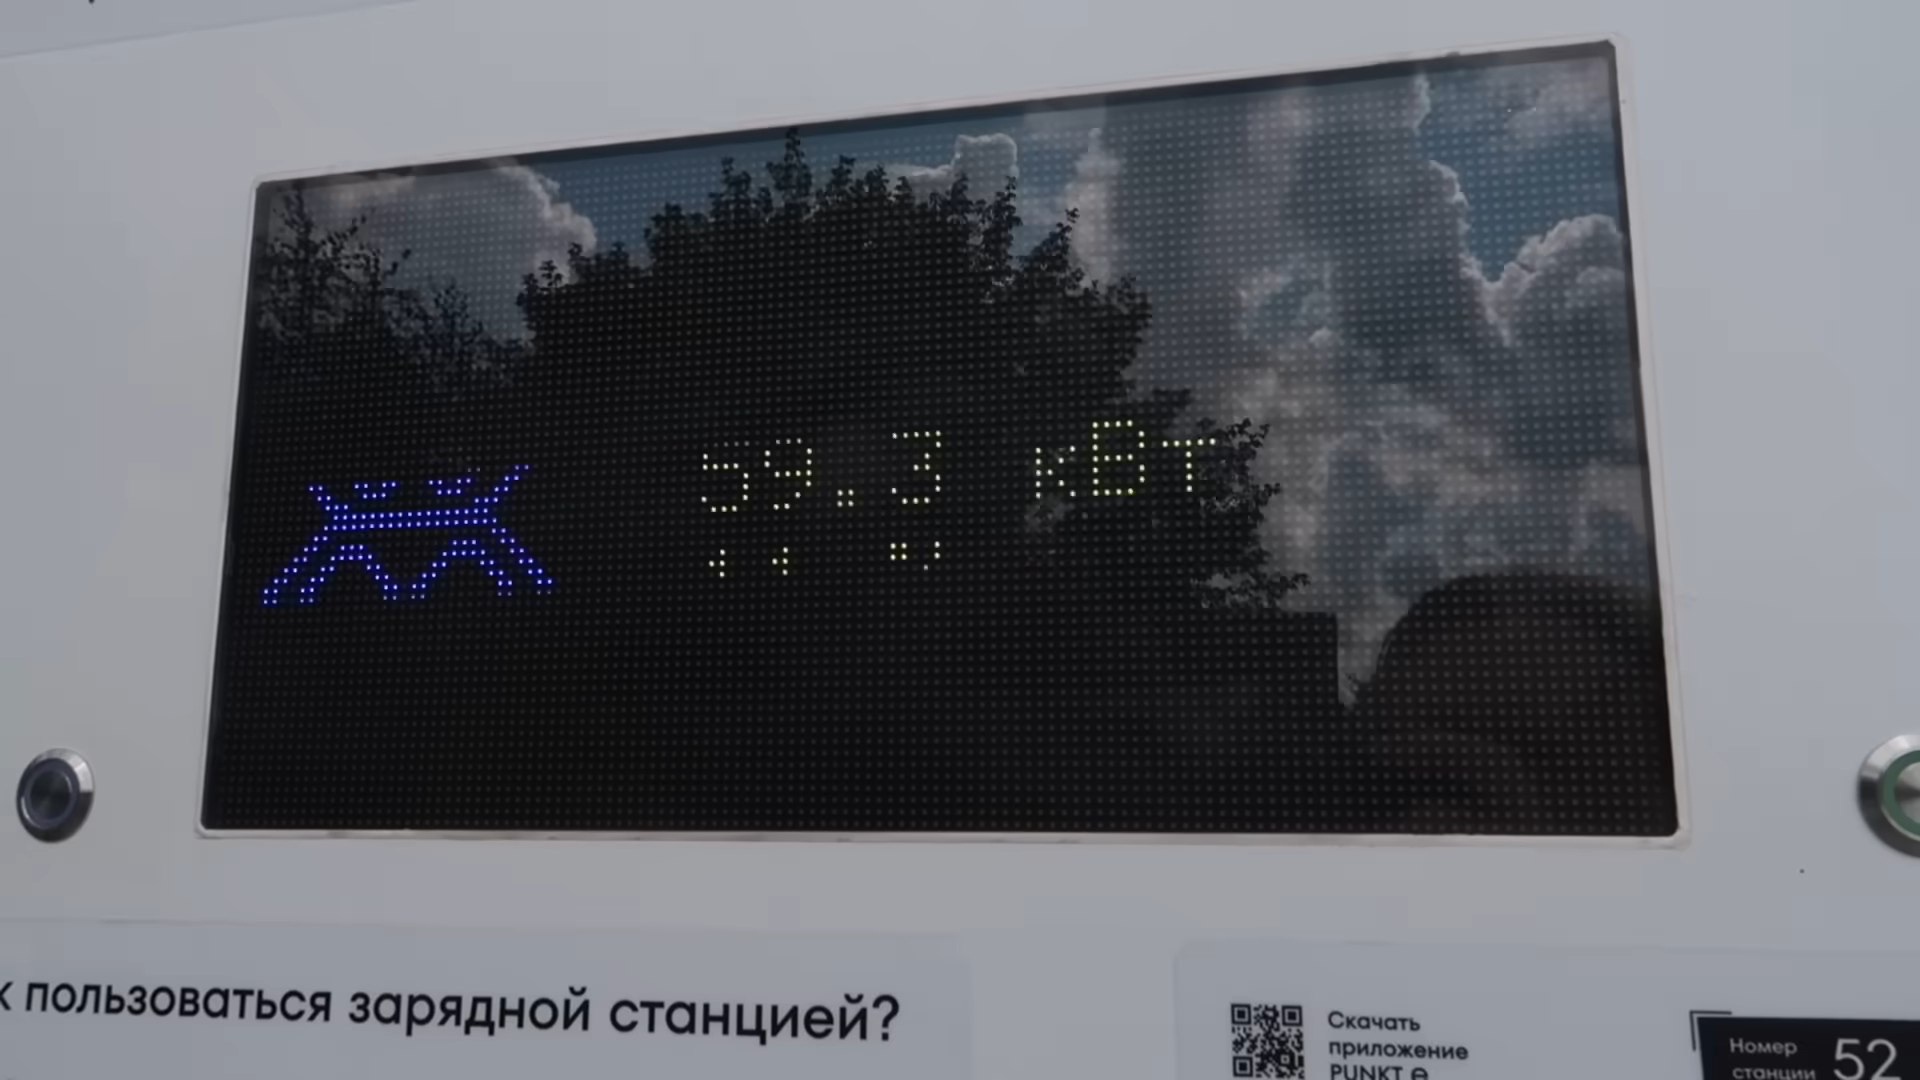 59.3 кВт
к пользоваться зарядной станцией?
Скачать
приложение
PUNKT e
Номер
станции
52